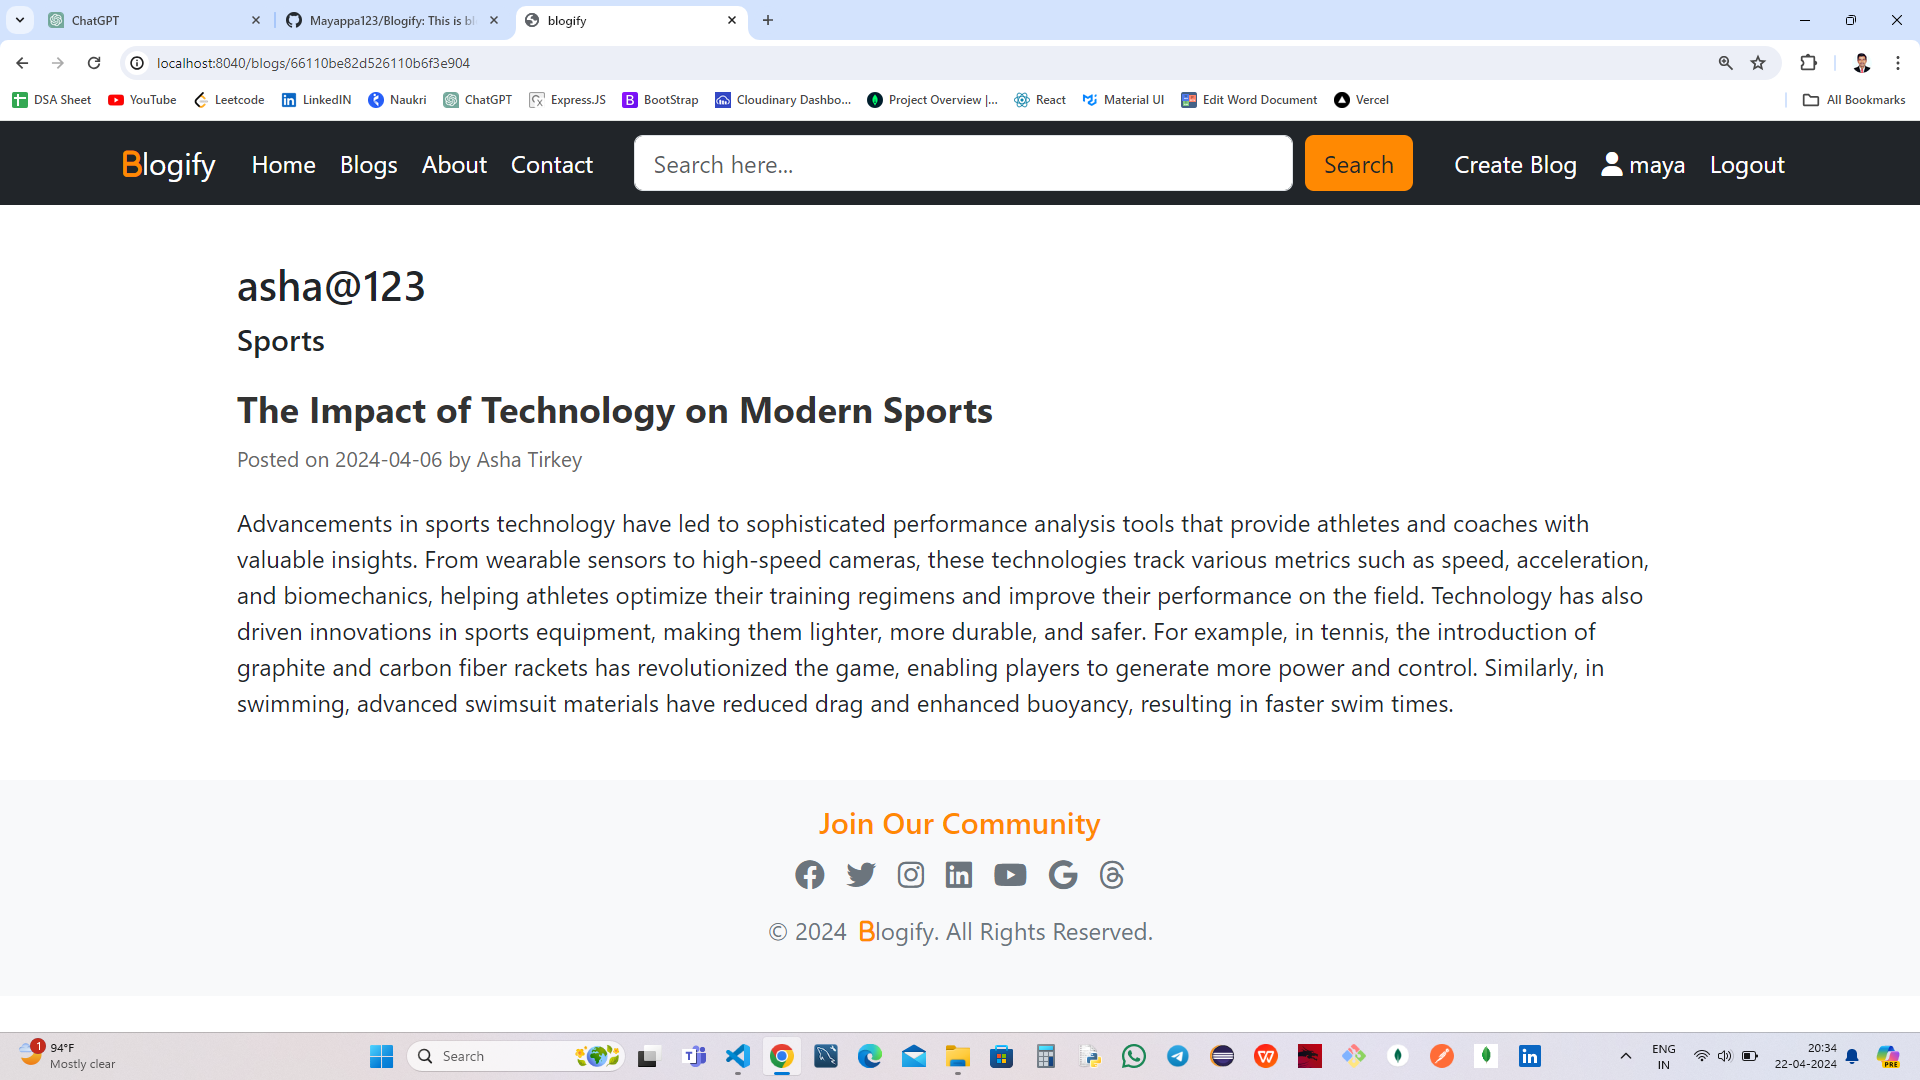 ChatGPT
Mayappa123/Blogify: This is bl
blogify
localhost:8040/blogs/66110be82d526110b6f3e904
DSA Sheet
YouTube
Leetcode
LinkedIN
Naukri
ChatGPT
Express.JS
BootStrap
Cloudinary Dashbo...
Project Overview |...
React
Material UI
Edit Word Document
Vercel
All Bookmarks
Blogify
Home
Blogs
About
Contact
Search here...
Search
Create Blog
maya
Logout
asha@123
Sports
The Impact of Technology on Modern Sports
Posted on 2024-04-06 by Asha Tirkey
Advancements in sports technology have led to sophisticated performance analysis tools that provide athletes and coaches with
valuable insights. From wearable sensors to high-speed cameras, these technologies track various metrics such as speed, acceleration,
and biomechanics, helping athletes optimize their training regimens and improve their performance on the field. Technology has also
driven innovations in sports equipment, making them lighter, more durable, and safer. For example, in tennis, the introduction of
graphite and carbon fiber rackets has revolutionized the game, enabling players to generate more power and control. Similarly, in
swimming, advanced swimsuit materials have reduced drag and enhanced buoyancy, resulting in faster swim times.
Join Our Community
© 2024 Blogify. All Rights Reserved.
1
94°F
Mostly clear
Search
ENG
IN
20:34
22-04-2024
PRE